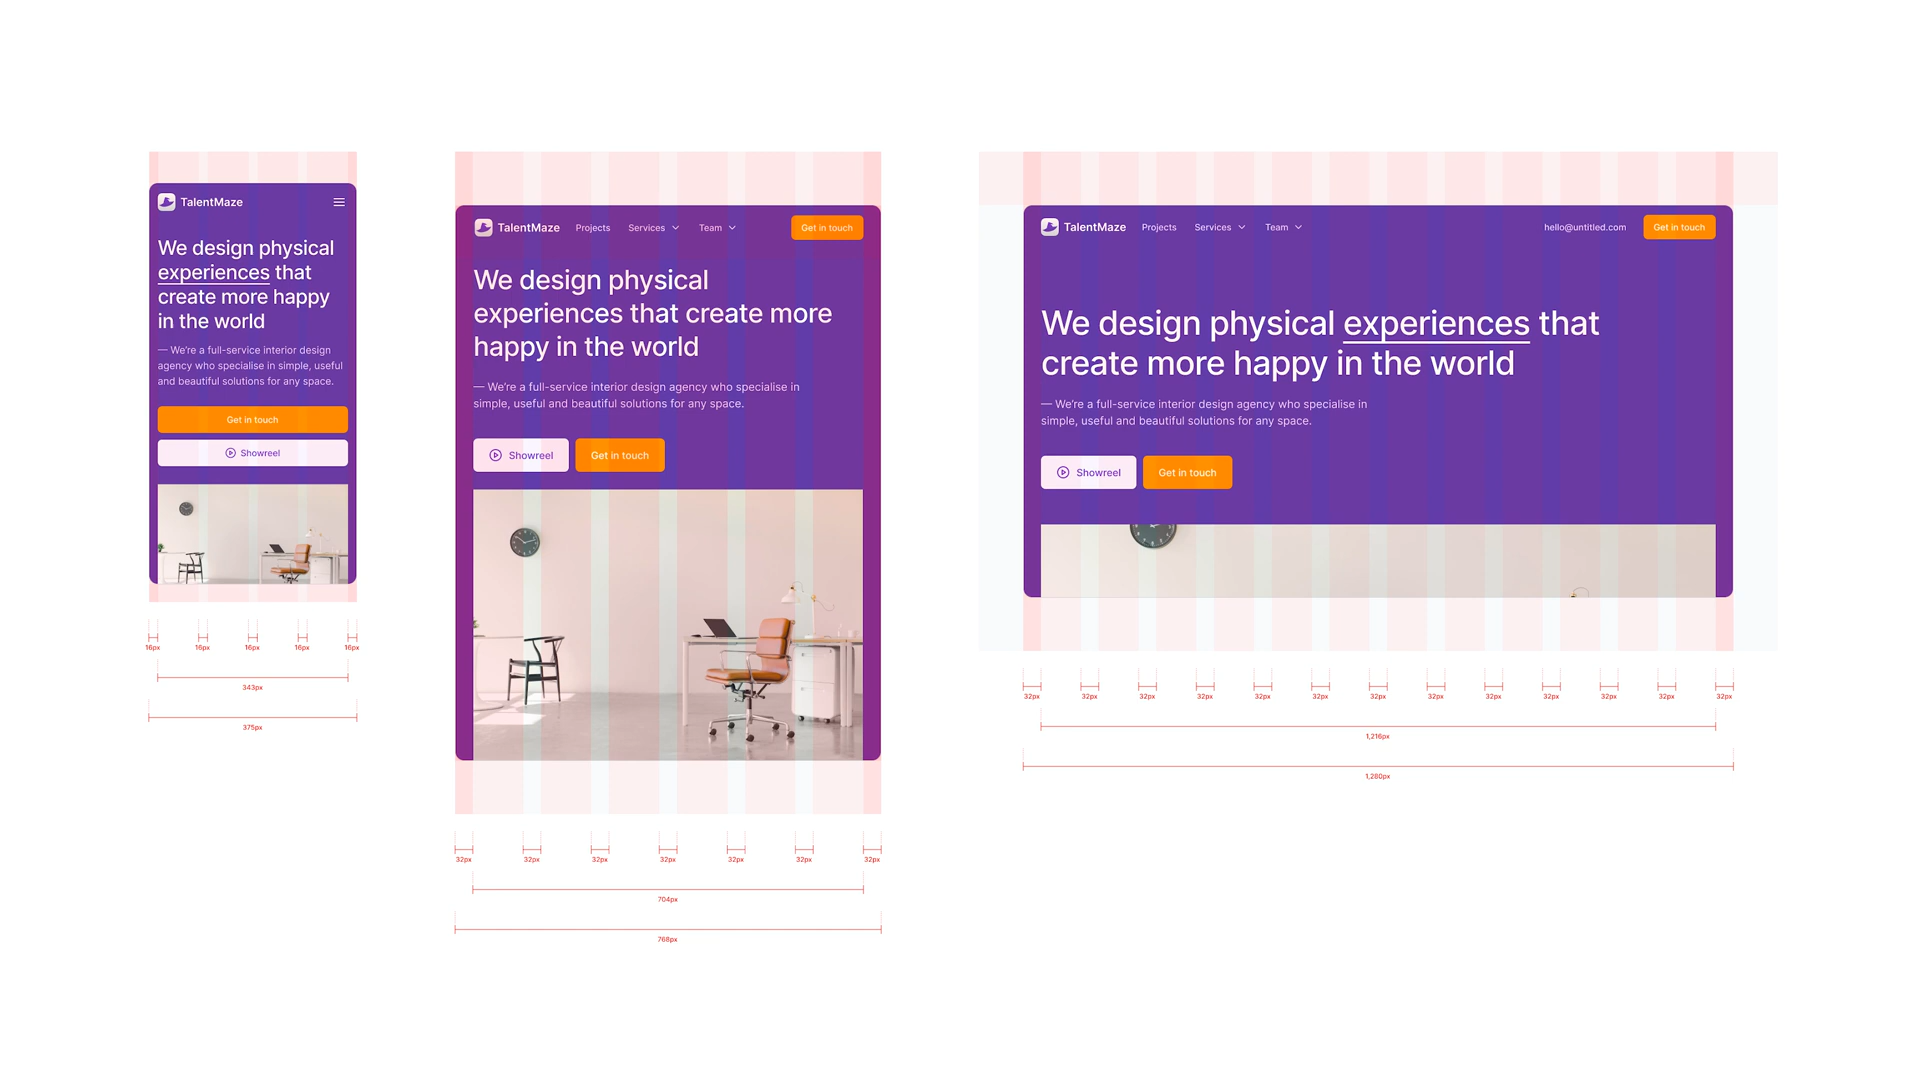 TalentMaze
We design physical
experiences that
create more happy
in the world
— We're a full-service interior design
agency who specialise in simple, useful
and beautiful solutions for any space.
Get in touch
Showreel
16px 16px 16px 16px 16px
343px
375px
TalentMaze Projects Services Team Get in touch
We design physical
experiences that create more
happy in the world
— We're a full-service interior design agency who specialise in
simple, useful and beautiful solutions for any space.
Showreel Get in touch
32px 32px 32px 32px 32px 32px 32px
704px
768px
TalentMaze Projects Services Team hello@untitled.com Get in touch
We design physical experiences that
create more happy in the world
— We're a full-service interior design agency who specialise in
simple, useful and beautiful solutions for any space.
Showreel Get in touch
32px 32px 32px 32px 32px 32px 32px 32px 32px 32px 32px 32px 32px
1,216px
1,280px